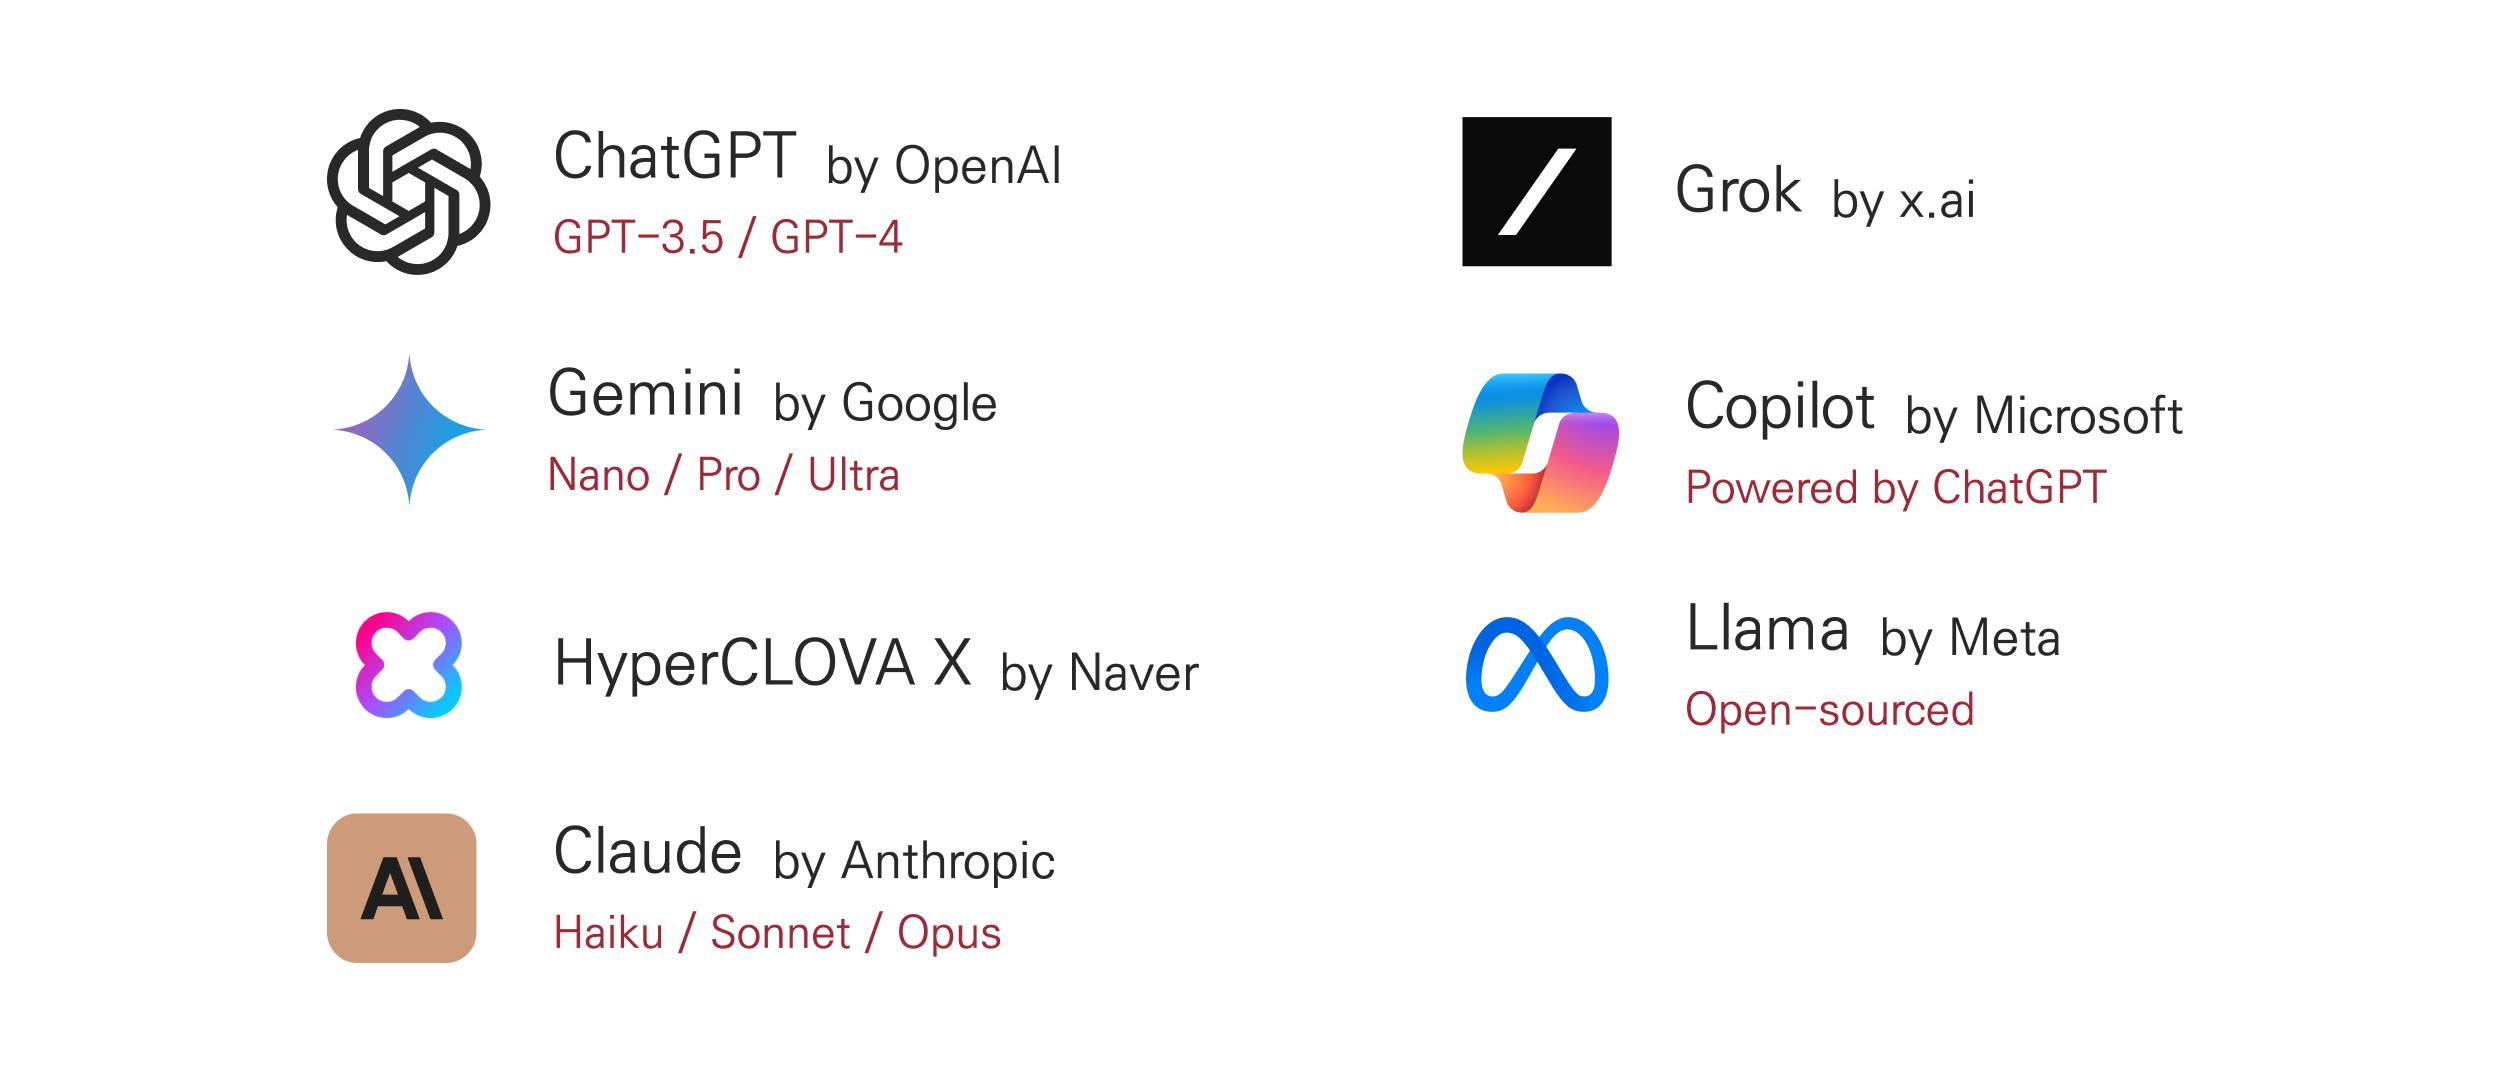 ChatGPT by OpenAI
GPT-3.5 / GPT-4
Gemini by Google
Nano / Pro / Ultra
HyperCLOVA X by Naver
Claude by Anthropic
Haiku / Sonnet / Opus
Grok by x.ai
Copilot by Microsoft
Powered by ChatGPT
Llama by Meta
Open-sourced